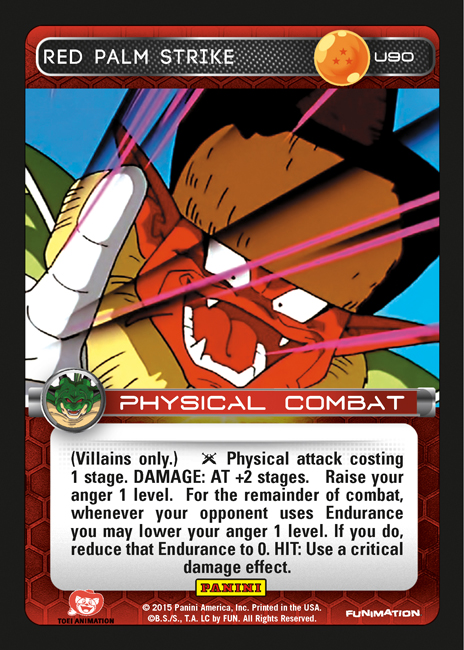 RED PALM STRIKE
U90
PHYSICAL COMBAT
(Villains only.) Physical attack costing
1 stage. DAMAGE: AT +2 stages. Raise your
anger 1 level. For the remainder of combat,
whenever your opponent uses Endurance
you may lower your anger 1 level. If you do,
reduce that Endurance to 0. HIT: Use a critical
damage effect.
PANINI
© 2015 Panini America, Inc. Printed in the USA.
©B.S./S., T.A. LC by FUN. All Rights Reserved.
TOEI ANIMATION
FUNIMATION